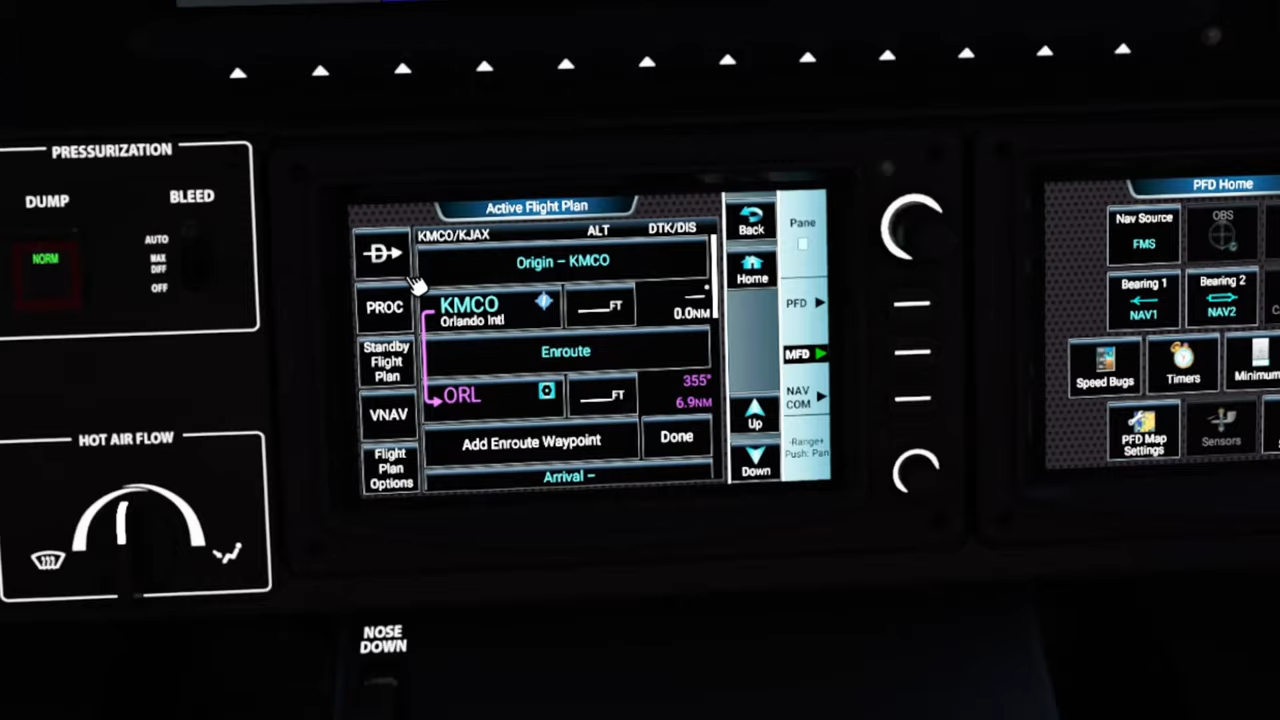 PRESSURIZATION
DUMP
BLEED
NORM
AUTO
MAX
DIFF
OFF
HOT AIR FLOW
NOSE
DOWN
Active Flight Plan
KMCO/KJAX ALT DTK/DIS
Origin – KMCO
PROC
KMCO
Orlando Intl
___FT
__°
0.0NM
Standby
Flight
Plan
Enroute
VNAV
ORL
___FT
355°
6.9NM
Flight
Plan
Options
Add Enroute Waypoint
Done
Arrival –
Back
Home
Up
Down
Pane
PFD
MFD
NAV
COM
-Range+
Push: Pan
PFD Home
Nav Source
FMS
OBS
Bearing 1
NAV1
Bearing 2
NAV2
Speed Bugs
Timers
Minimum
PFD Map
Settings
Sensors